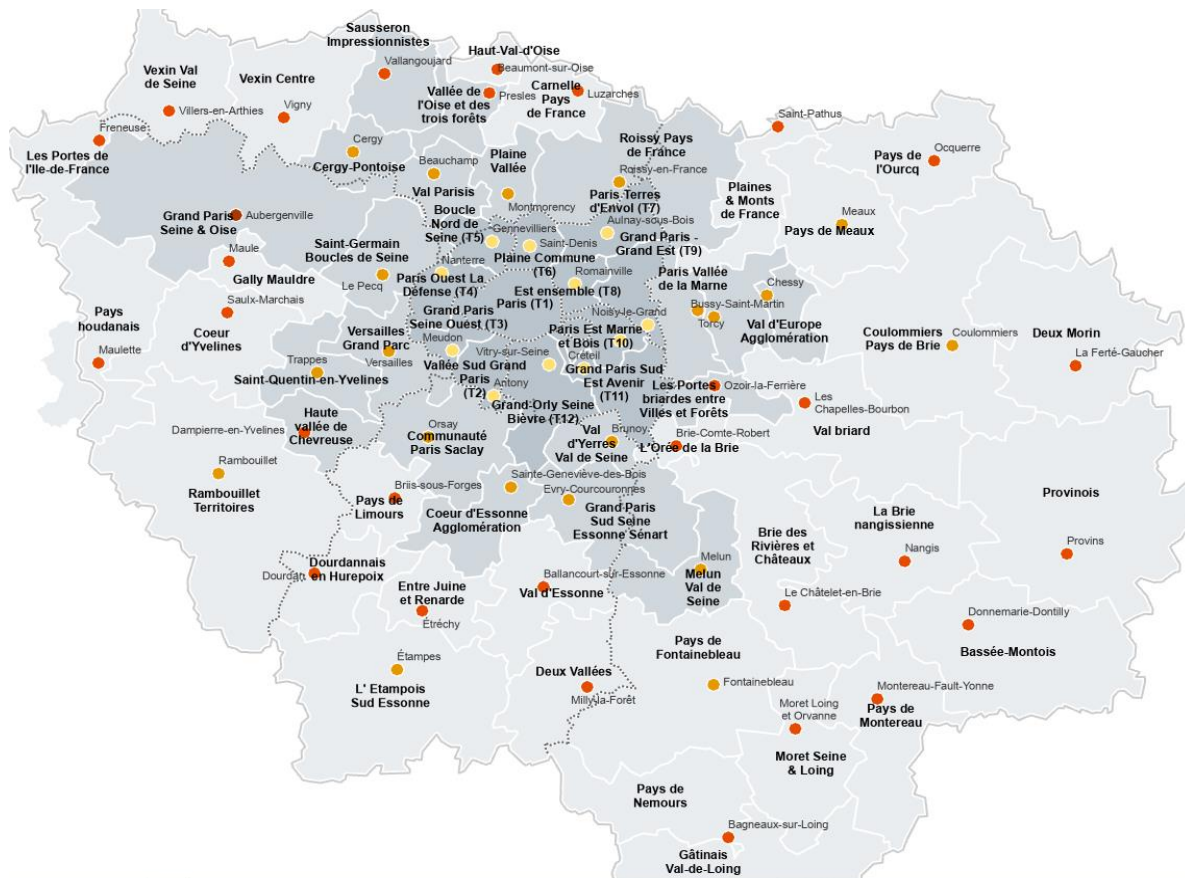 Sausseron
Impressionnistes
Vallangoujard
Haut-Val-d'Oise
Beaumont-sur-Oise
Vexin Val
de Seine
Villers-en-Arthies
Vexin Centre
Vigny
Vallée de
l'Oise et des
trois forêts
Presles
Carnelle
Pays
de France
Luzarches
Saint-Pathus
Freneuse
Les Portes de
l'Ile-de-France
Cergy
Cergy-Pontoise
Beauchamp
Val Parisis
Plaine
Vallée
Montmorency
Roissy Pays
de France
Roissy-en-France
Pays de
l'Ourcq
Ocquerre
Paris Terres
d'Envol (T7)
Aulnay-sous-Bois
Plaines
& Monts
de France
Meaux
Pays de Meaux
Grand Paris
Seine & Oise
Aubergenville
Boucle
Nord de
Seine (T5)
Gennevilliers
Saint-Denis
Plaine Commune
(T6)
Grand Paris -
Grand Est (T9)
Maule
Gally Mauldre
Saint-Germain
Boucles de Seine
Le Pecq
Nanterre
Paris Ouest La
Défense (T4)
Romainville
Est ensemble (T8)
Paris (T1)
Paris Vallée
de la Marne
Chessy
Bussy-Saint-Martin
Torcy
Val d'Europe
Agglomération
Saulx-Marchais
Coeur
d'Yvelines
Pays
houdanais
Maulette
Grand Paris
Seine Ouest (T3)
Meudon
Noisy-le-Grand
Paris Est Marne
et Bois (T10)
Versailles
Grand Parc
Versailles
Trappes
Saint-Quentin-en-Yvelines
Vallée Sud Grand
Paris
(T2)
Antony
Vitry-sur-Seine
Créteil
Grand Paris Sud
Est Avenir
(T11)
Coulommiers
Pays de Brie
Coulommiers
Deux Morin
La Ferté-Gaucher
Grand-Orly Seine
Bièvre (T12)
Les Portes
briardes entre
Villes et Forêts
Ozoir-la-Ferrière
Les
Chapelles-Bourbon
Val briard
Haute
vallée de
Chevreuse
Dampierre-en-Yvelines
Orsay
Communauté
Paris Saclay
Val
d'Yerres
Val de Seine
Brunoy
Brie-Comte-Robert
L'Orée de la Brie
Rambouillet
Rambouillet
Territoires
Briis-sous-Forges
Pays de
Limours
Sainte-Geneviève-des-Bois
Coeur d'Essonne
Agglomération
Evry-Courcouronnes
Grand Paris
Sud Seine
Essonne Sénart
Provinois
Provins
La Brie
nangissienne
Nangis
Brie des
Rivières et
Châteaux
Le Châtelet-en-Brie
Melun
Melun
Val de
Seine
Dourdannais
en Hurepoix
Dourdan
Entre Juine
et Renarde
Étréchy
Ballancourt-sur-Essonne
Val d'Essonne
Donnemarie-Dontilly
Bassée-Montois
Étampes
L' Etampois
Sud Essonne
Deux Vallées
Milly-la-Forêt
Pays de
Fontainebleau
Fontainebleau
Montereau-Fault-Yonne
Pays de
Montereau
Moret Loing
et Orvanne
Moret Seine
& Loing
Pays de
Nemours
Bagneaux-sur-Loing
Gâtinais
Val-de-Loing